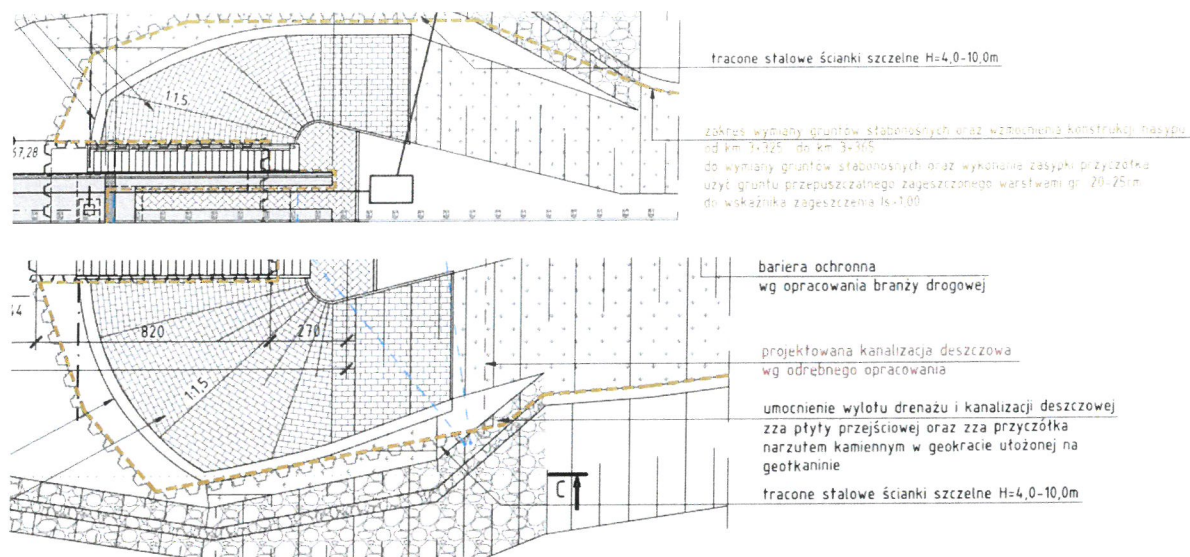 tracone stalowe ścianki szczelne H=4,0-10,0m
1:1,5
zakres wymiany gruntów słabonośnych oraz wzmocnienia konstrukcji nasypu
od km 3+325 do km 3+365
do wymiany gruntów słabonośnych oraz wykonanie zasypki przyczółka
użyć gruntu przepuszczalnego zagęszczonego warstwami gr. 20-25cm
do wskaźnika zagęszczenia Is=1.00
37,28
bariera ochronna
wg opracowania branży drogowej
44
820
270
projektowana kanalizacja deszczowa
wg odrębnego opracowania
1:1,5
umocnienie wylotu drenażu i kanalizacji deszczowej
zza płyty przejściowej oraz zza przyczółka
narzutem kamiennym w geokracie ułożonej na
geotkaninie
C
tracone stalowe ścianki szczelne H=4,0-10,0m